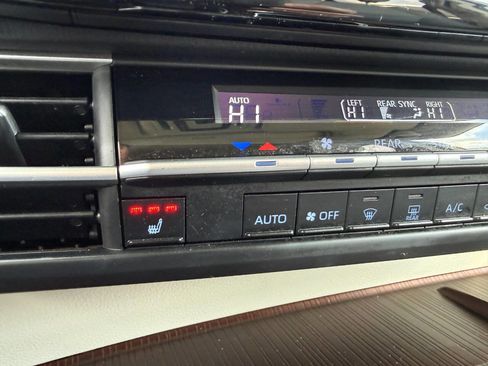 AUTO
HI
LEFT REAR SYNC RIGHT
HI HI
REAR
AUTO OFF REAR A/C